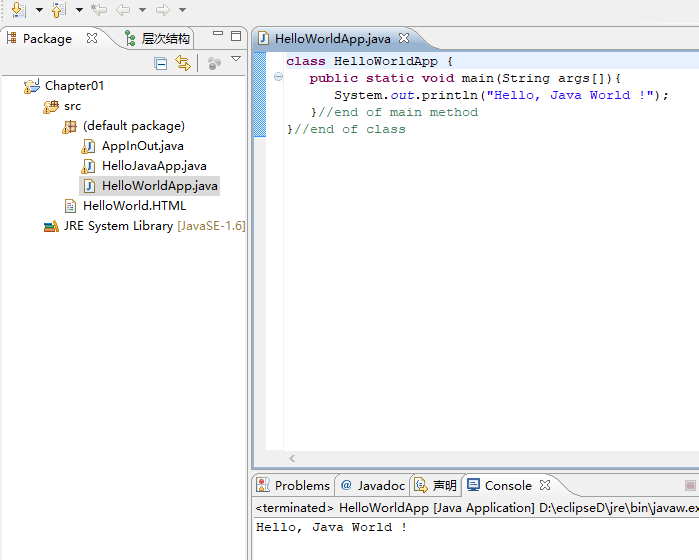 Package
层次结构
Chapter01
src
(default package)
AppInOut.java
HelloJavaApp.java
HelloWorldApp.java
HelloWorld.HTML
JRE System Library [JavaSE-1.6]
HelloWorldApp.java
class HelloWorldApp {
public static void main(String args[]){
System.out.println("Hello, Java World !");
}//end of main method
}//end of class
Problems @ Javadoc 声明 Console
<terminated> HelloWorldApp [Java Application] D:\eclipseD\jre\bin\javaw.ex
Hello, Java World !